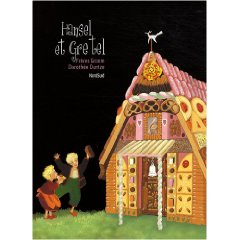 Hansel
et Gretel
Frères Grimm
Dorothée Duntze
NordSud